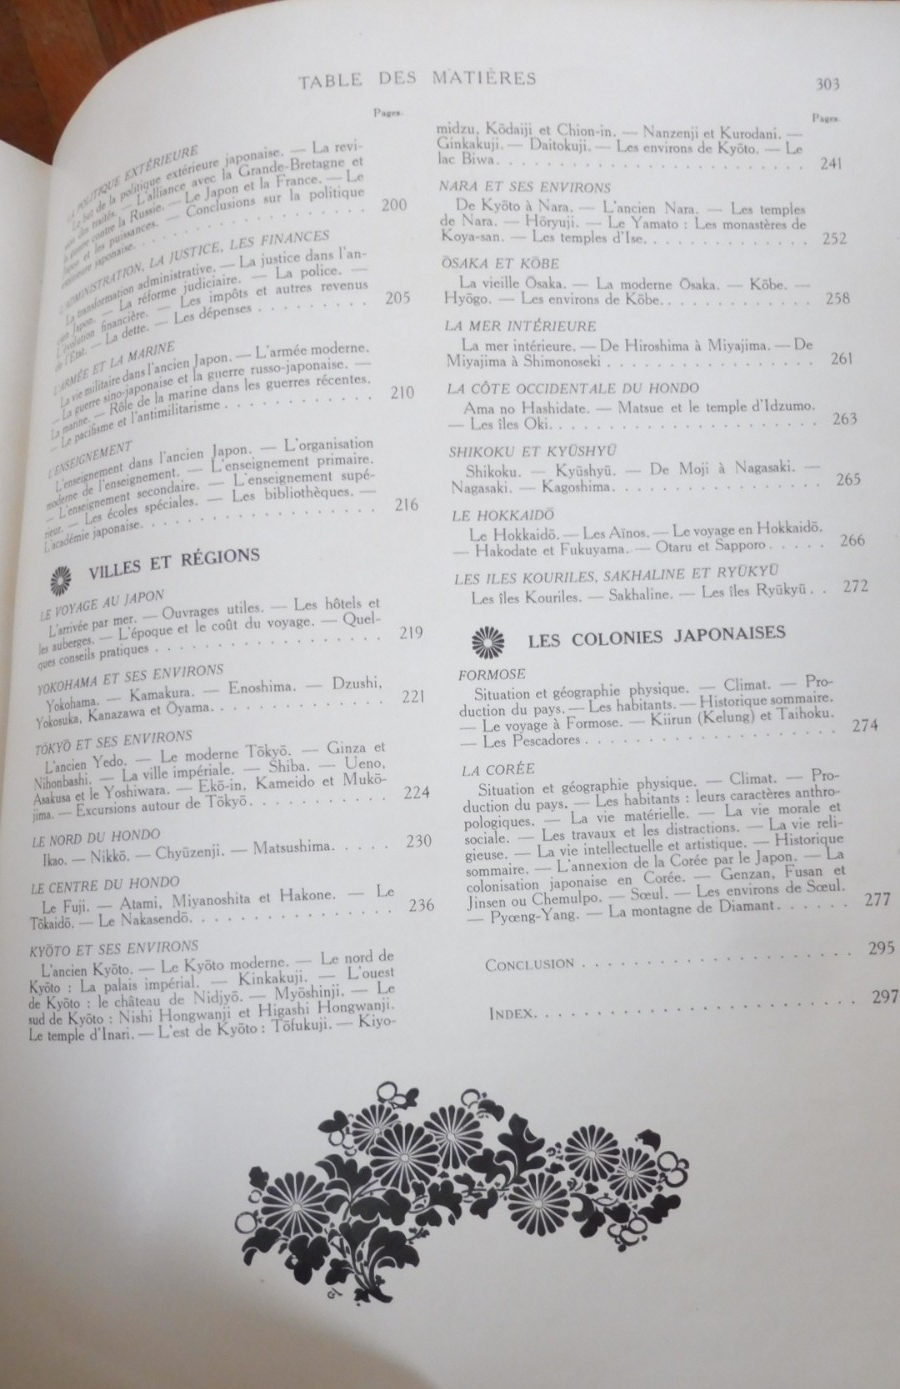 TABLE DES MATIÈRES
303
Pages.
LA POLITIQUE EXTÉRIEURE
Le but de la politique extérieure japonaise. — La revi-
sion des traités. — L'alliance avec la Grande-Bretagne et
la guerre contre la Russie. — Le Japon et la France. — Le
Japon et les puissances. — Conclusions sur la politique
extérieure japonaise. 200
L'ADMINISTRATION, LA JUSTICE, LES FINANCES
La transformation administrative. — La justice dans l'an-
cien Japon. — La réforme judiciaire. — La police. —
L'évolution financière. — Les impôts et autres revenus
de l'État. — La dette. — Les dépenses 205
L'ARMÉE ET LA MARINE
La vie militaire dans l'ancien Japon. — L'armée moderne.
— La guerre sino-japonaise et la guerre russo-japonaise. —
La marine. — Rôle de la marine dans les guerres récentes.
— Le pacifisme et l'antimilitarisme 210
L'ENSEIGNEMENT
L'enseignement dans l'ancien Japon. — L'organisation
moderne de l'enseignement. — L'enseignement primaire.
— L'enseignement secondaire. — L'enseignement supé-
rieur. — Les écoles spéciales. — Les bibliothèques. —
L'académie japonaise. 216
VILLES ET RÉGIONS
LE VOYAGE AU JAPON
L'arrivée par mer. — Ouvrages utiles. — Les hôtels et
les auberges. — L'époque et le coût du voyage. — Quel-
ques conseils pratiques 219
YOKOHAMA ET SES ENVIRONS
Yokohama. — Kamakura. — Enoshima. — Dzushi,
Yokosuka, Kanazawa et Ōyama. 221
TŌKYŌ ET SES ENVIRONS
L'ancien Yedo. — Le moderne Tōkyō. — Ginza et
Nihonbashi. — La ville impériale. — Shiba. — Ueno,
Asakusa et le Yoshiwara. — Ekō-in, Kameido et Mukō-
jima. — Excursions autour de Tōkyō. 224
LE NORD DU HONDO
Ikao. — Nikkō. — Chyūzenji. — Matsushima. 230
LE CENTRE DU HONDO
Le Fuji. — Atami, Miyanoshita et Hakone. — Le
Tōkaidō. — Le Nakasendō. 236
KYŌTO ET SES ENVIRONS
L'ancien Kyōto. — Le Kyōto moderne. — Le nord de
Kyōto : La palais impérial. — Kinkakuji. — L'ouest
de Kyōto : le château de Nidjyō. — Myōshinji. — Le
sud de Kyōto : Nishi Hongwanji et Higashi Hongwanji.
Le temple d'Inari. — L'est de Kyōto : Tōfukuji. — Kiyo-
Pages.
midzu, Kōdaiji et Chion-in. — Nanzenji et Kurodani. —
Ginkakuji. — Daitokuji. — Les environs de Kyōto. — Le
lac Biwa. 241
NARA ET SES ENVIRONS
De Kyōto à Nara. — L'ancien Nara. — Les temples
de Nara. — Hōryuji. — Le Yamato : Les monastères de
Koya-san. — Les temples d'Ise. 252
ŌSAKA ET KŌBE
La vieille Ōsaka. — La moderne Ōsaka. — Kōbe. —
Hyōgo. — Les environs de Kōbe. 258
LA MER INTÉRIEURE
La mer intérieure. — De Hiroshima à Miyajima. — De
Miyajima à Shimonoseki 261
LA CÔTE OCCIDENTALE DU HONDO
Ama no Hashidate. — Matsue et le temple d'Idzumo.
— Les îles Oki. 263
SHIKOKU ET KYŪSHYŪ
Shikoku. — Kyūshyū. — De Moji à Nagasaki. —
Nagasaki. — Kagoshima. 265
LE HOKKAIDŌ
Le Hokkaidō. — Les Aïnos. — Le voyage en Hokkaidō.
— Hakodate et Fukuyama. — Otaru et Sapporo 266
LES ILES KOURILES, SAKHALINE ET RYŪKYŪ
Les îles Kouriles. — Sakhaline. — Les îles Ryūkyū 272
LES COLONIES JAPONAISES
FORMOSE
Situation et géographie physique. — Climat. — Pro-
duction du pays. — Les habitants. — Historique sommaire.
— Le voyage à Formose. — Kiirun (Kelung) et Taihoku.
— Les Pescadores 274
LA CORÉE
Situation et géographie physique. — Climat. — Pro-
duction du pays. — Les habitants : leurs caractères anthro-
pologiques. — La vie matérielle. — La vie morale et
sociale. — Les travaux et les distractions. — La vie reli-
gieuse. — La vie intellectuelle et artistique. — Historique
sommaire. — L'annexion de la Corée par le Japon. — La
colonisation japonaise en Corée. — Genzan, Fusan et
Jinsen ou Chemulpo. — Sœul. — Les environs de Sœul.
— Pyœng-Yang. — La montagne de Diamant 277
CONCLUSION 295
INDEX. 297